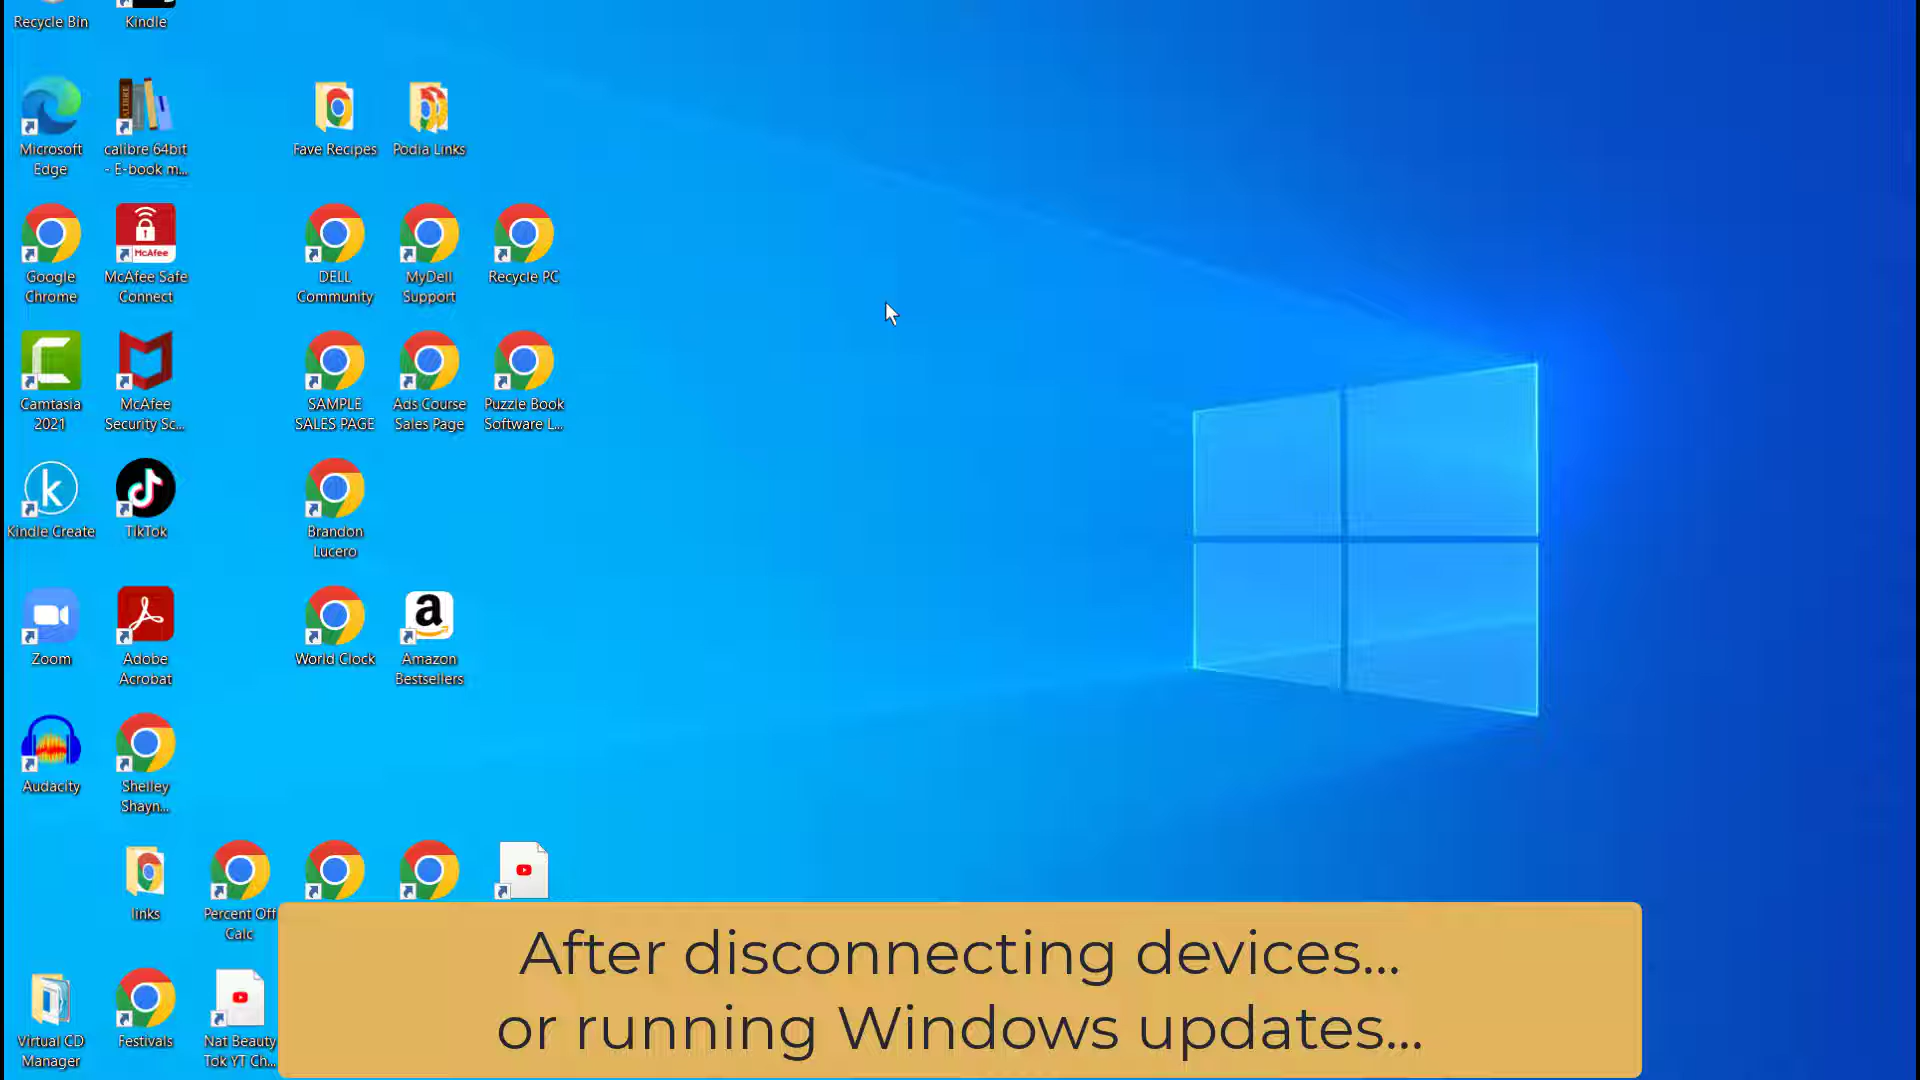 Recycle Bin
Kindle
Microsoft
Edge
calibre 64bit
- E-book m...
Fave Recipes
Podia Links
Google
Chrome
McAfee
McAfee Safe
Connect
DELL
Community
MyDell
Support
Recycle PC
Camtasia
2021
McAfee
Security Sc...
SAMPLE
SALES PAGE
Ads Course
Sales Page
Puzzle Book
Software L...
k
Kindle Create
TikTok
Brandon
Lucero
Zoom
Adobe
Acrobat
World Clock
a
Amazon
Bestsellers
Audacity
Shelley
Shayn...
links
Percent Off
Calc
Virtual CD
Manager
Festivals
Nat Beauty
Tok YT Ch...
After disconnecting devices...
or running Windows updates...